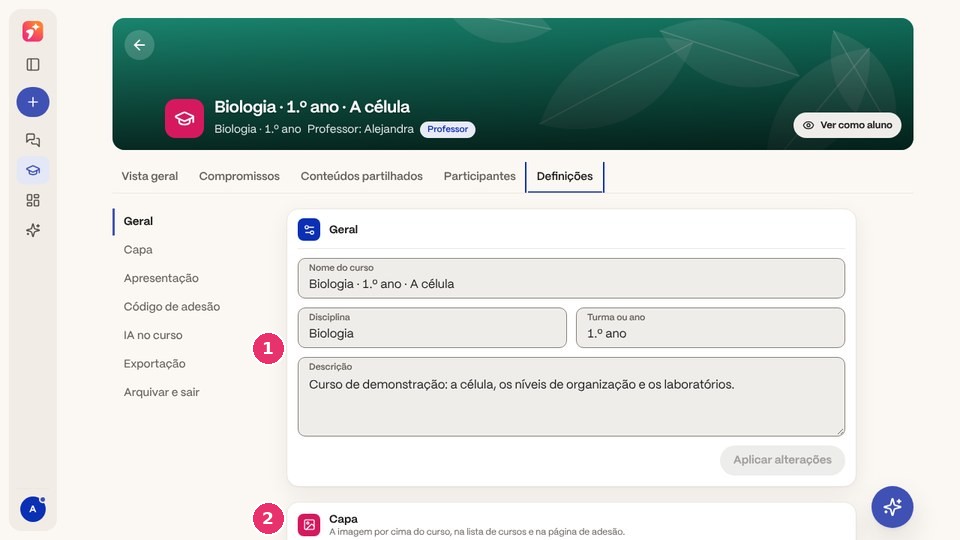 Biologia · 1.º ano · A célula
Biologia · 1.º ano Professor: Alejandra Professor
Ver como aluno
Vista geral Compromissos Conteúdos partilhados Participantes Definições
Geral
Capa
Apresentação
Código de adesão
IA no curso
Exportação
Arquivar e sair
Geral
Nome do curso
Biologia · 1.º ano · A célula
Disciplina
Biologia
Turma ou ano
1.º ano
1
Descrição
Curso de demonstração: a célula, os níveis de organização e os laboratórios.
Aplicar alterações
2
Capa
A imagem por cima do curso, na lista de cursos e na página de adesão.
A